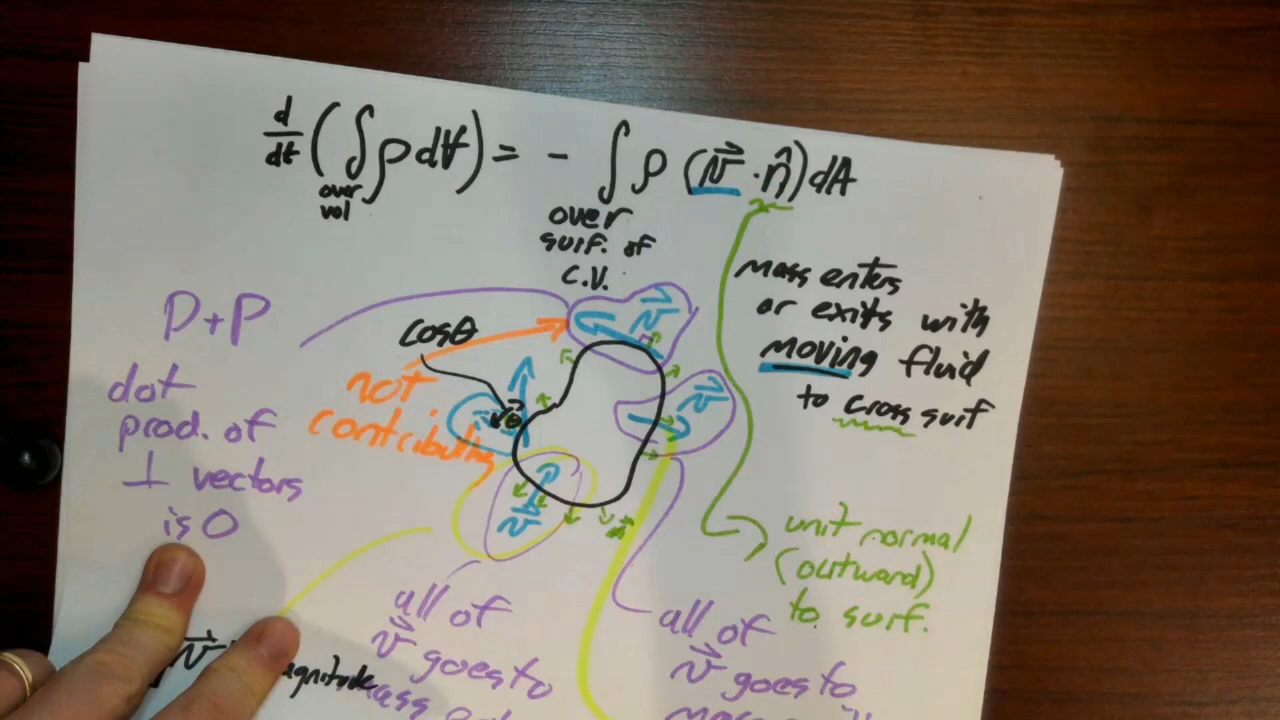 d/dt (∫ρdV) = - ∫ρ (v⃗ · n̂)dA
over
vol
over
surf. of
C.V.
mass enters
or exits with
moving fluid
to cross surf
P+P
dot
prod. of
⊥ vectors
is 0
cosθ
not
contributing
v⃗
v⃗
θ
v⃗
n⃗
unit normal
(outward)
to surf.
all of
v⃗ goes to
all of
v⃗ goes to
v⃗